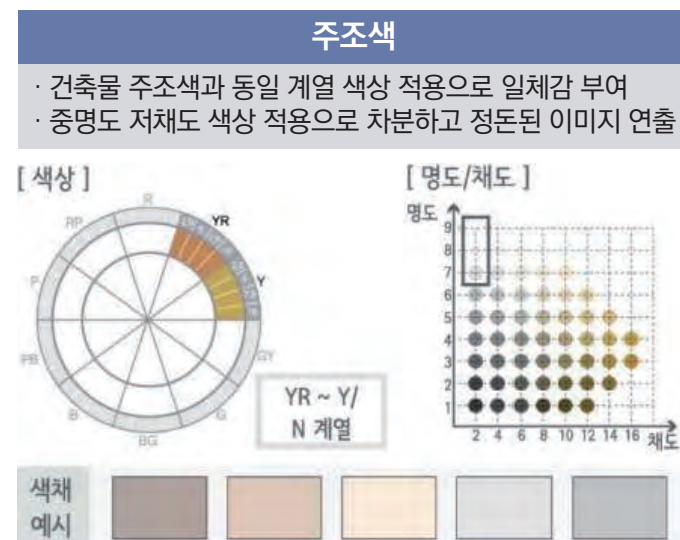 주조색
· 건축물 주조색과 동일 계열 색상 적용으로 일체감 부여
· 중명도 저채도 색상 적용으로 차분하고 정돈된 이미지 연출
[ 색상 ]
[ 명도/채도 ]
R
RP
YR
P
Y
PB
GY
B
G
BG
YR ~ Y/
N 계열
명도
9
8
7
6
5
4
3
2
1
2 4 6 8 10 12 14 16 채도
색채
예시